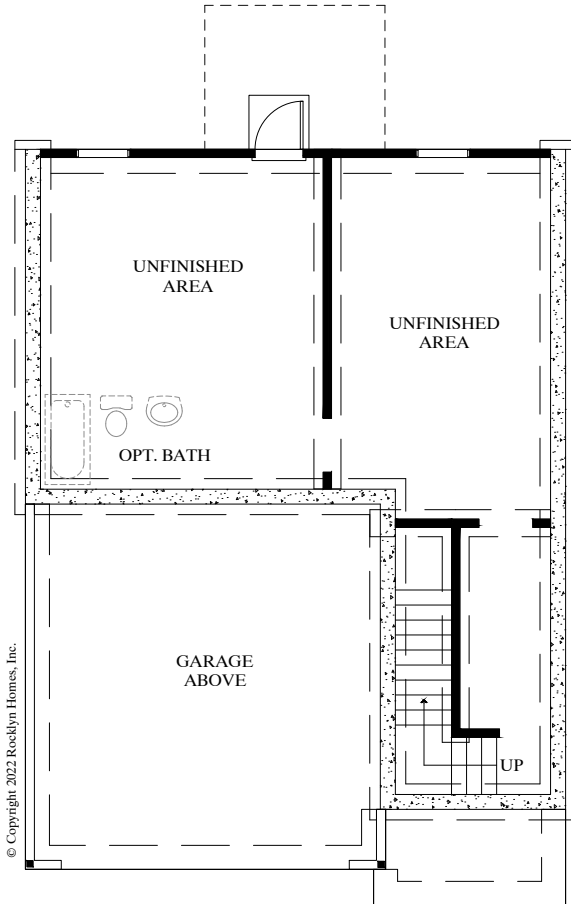 UNFINISHED
AREA
UNFINISHED
AREA
OPT. BATH
GARAGE
ABOVE
UP
© Copyright 2022 Rocklyn Homes, Inc.